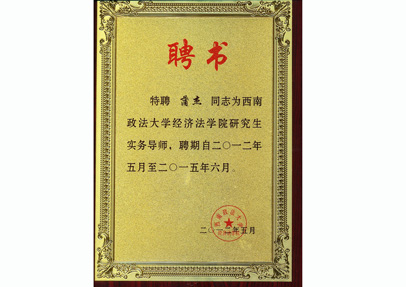 聘书
特聘 蒲杰 同志为西南
政法大学经济法学院研究生
实务导师，聘期自二〇一二年
五月至二〇一五年六月。
二〇一二年五月